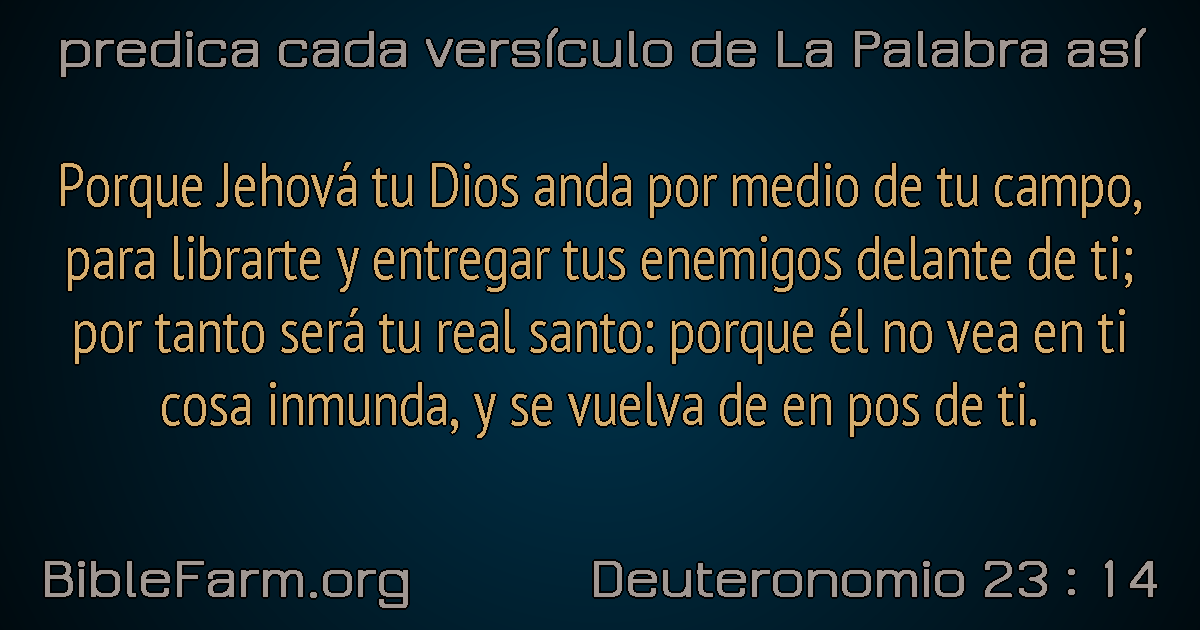 predica cada versículo de La Palabra así
Porque Jehová tu Dios anda por medio de tu campo,
para librarte y entregar tus enemigos delante de ti;
por tanto será tu real santo: porque él no vea en ti
cosa inmunda, y se vuelva de en pos de ti.
BibleFarm.org
Deuteronomio 23 : 14